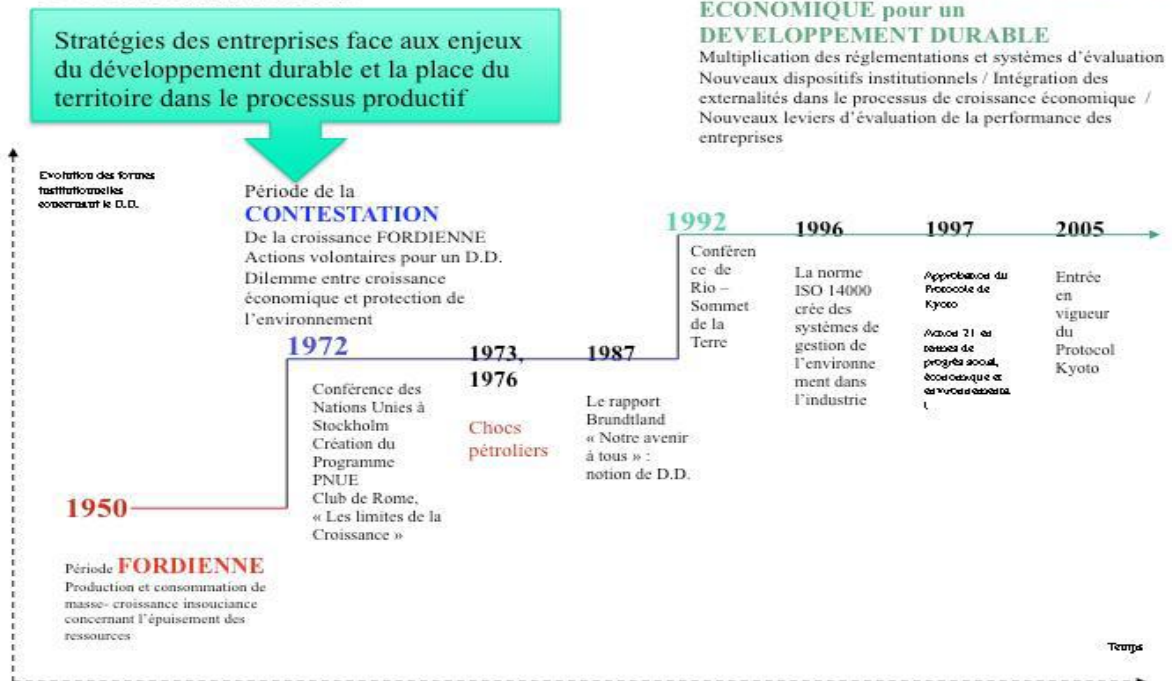 Stratégies des entreprises face aux enjeux
du développement durable et la place du
territoire dans le processus productif
ECONOMIQUE pour un
DEVELOPPEMENT DURABLE
Multiplication des réglementations et systèmes d'évaluation
Nouveaux dispositifs institutionnels / Intégration des
externalités dans le processus de croissance économique /
Nouveaux leviers d'évaluation de la performance des
entreprises
Evolution des formes
institutionnelles
concernant le D.D.
Période de la
CONTESTATION
De la croissance FORDIENNE
Actions volontaires pour un D.D.
Dilemme entre croissance
économique et protection de
l'environnement
1950
Période FORDIENNE
Production et consommation de
masse- croissance insouciance
concernant l'épuisement des
ressources
1972
Conférence des
Nations Unies à
Stockholm
Création du
Programme
PNUE
Club de Rome,
« Les limites de la
Croissance »
1973,
1976
Chocs
pétroliers
1987
Le rapport
Brundtland
« Notre avenir
à tous » :
notion de D.D.
1992
Conféren
ce de
Rio –
Sommet
de la
Terre
1996
La norme
ISO 14000
crée des
systèmes de
gestion de
l'environne
ment dans
l'industrie
1997
Approbation du
Protocole de
Kyoto
Action 21 en
termes de
progrès social,
économique et
environnementa
l
2005
Entrée
en
vigueur
du
Protocol
Kyoto
Temps